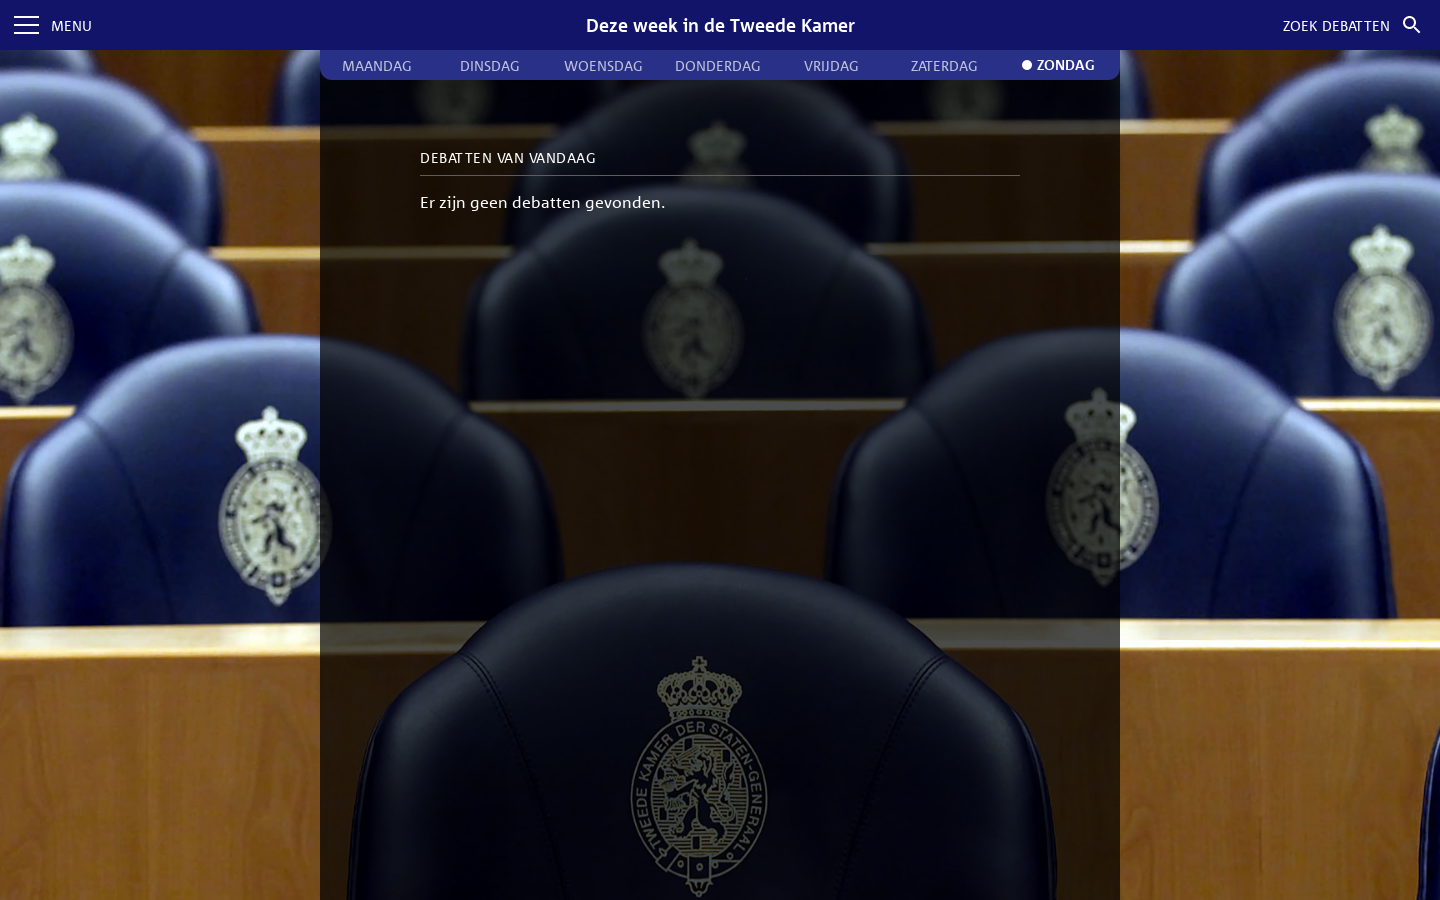 MENU
Deze week in de Tweede Kamer
ZOEK DEBATTEN
MAANDAG
DINSDAG
WOENSDAG
DONDERDAG
VRIJDAG
ZATERDAG
ZONDAG
DEBATTEN VAN VANDAAG
Er zijn geen debatten gevonden.
TWEEDE KAMER DER STATEN-GENERAAL